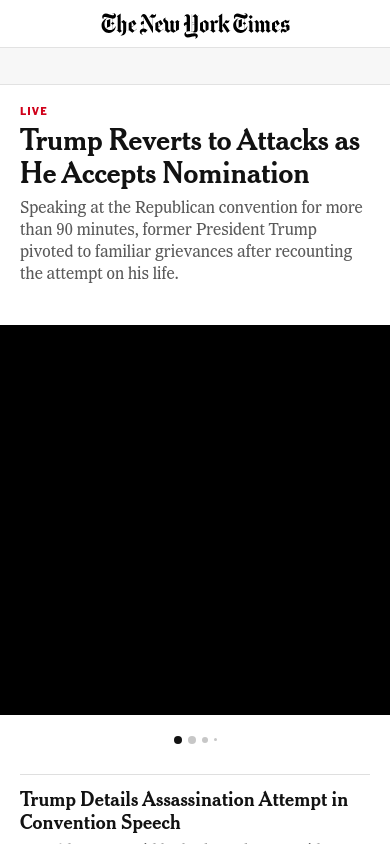 The New York Times
LIVE
Trump Reverts to Attacks as
He Accepts Nomination
Speaking at the Republican convention for more
than 90 minutes, former President Trump
pivoted to familiar grievances after recounting
the attempt on his life.
Trump Details Assassination Attempt in
Convention Speech